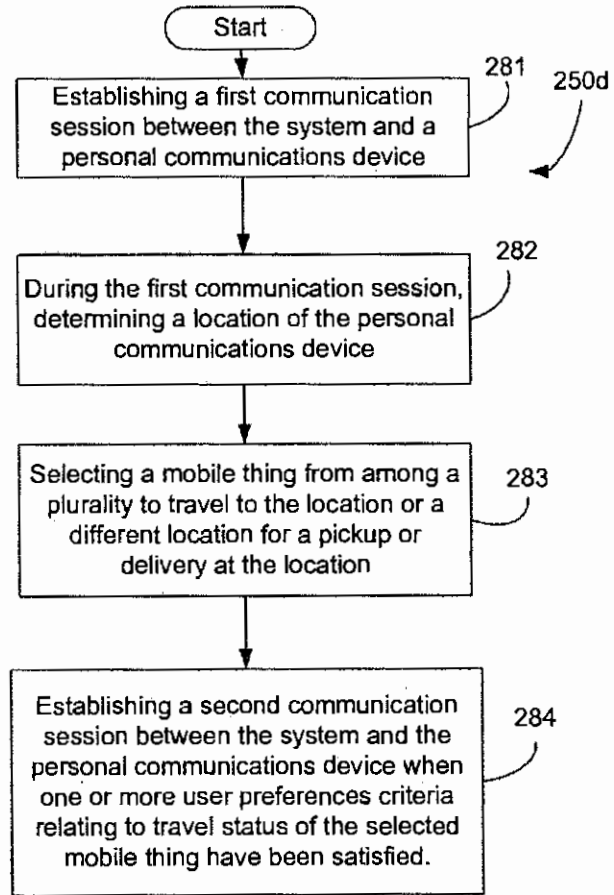 Start
281
250d
Establishing a first communication
session between the system and a
personal communications device
282
During the first communication session,
determining a location of the personal
communications device
283
Selecting a mobile thing from among a
plurality to travel to the location or a
different location for a pickup or
delivery at the location
284
Establishing a second communication
session between the system and the
personal communications device when
one or more user preferences criteria
relating to travel status of the selected
mobile thing have been satisfied.